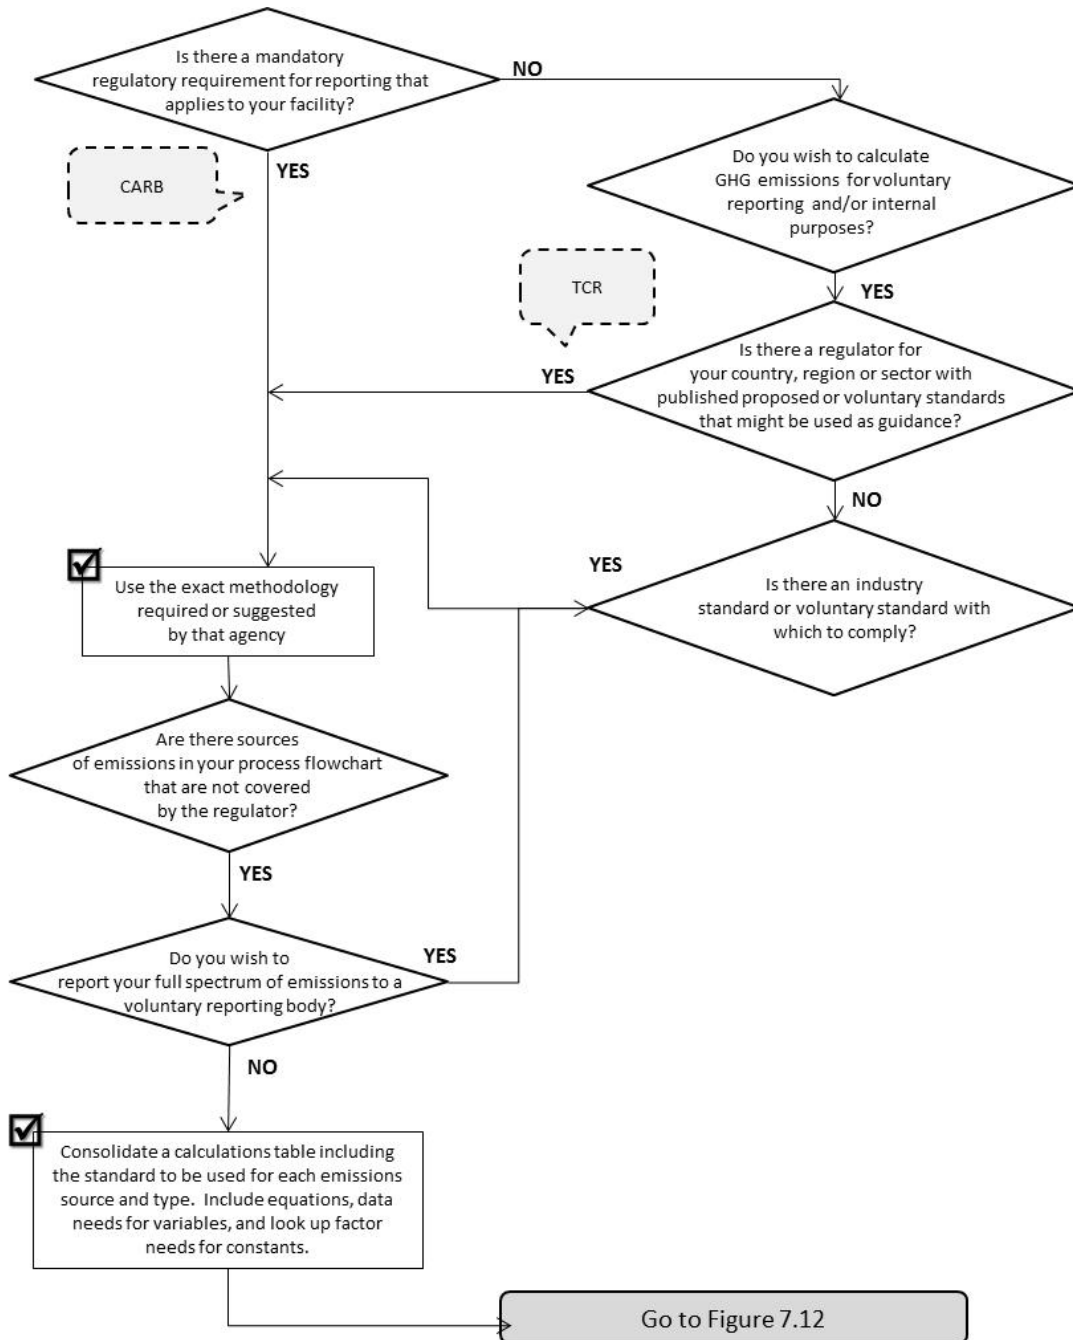 Is there a mandatory
regulatory requirement for reporting that
applies to your facility?
NO
YES
CARB
Do you wish to calculate
GHG emissions for voluntary
reporting and/or internal
purposes?
YES
TCR
Is there a regulator for
your country, region or sector with
published proposed or voluntary standards
that might be used as guidance?
YES
NO
Is there an industry
standard or voluntary standard with
which to comply?
YES
Use the exact methodology
required or suggested
by that agency
Are there sources
of emissions in your process flowchart
that are not covered
by the regulator?
YES
Do you wish to
report your full spectrum of emissions to a
voluntary reporting body?
YES
NO
Consolidate a calculations table including
the standard to be used for each emissions
source and type. Include equations, data
needs for variables, and look up factor
needs for constants.
Go to Figure 7.12